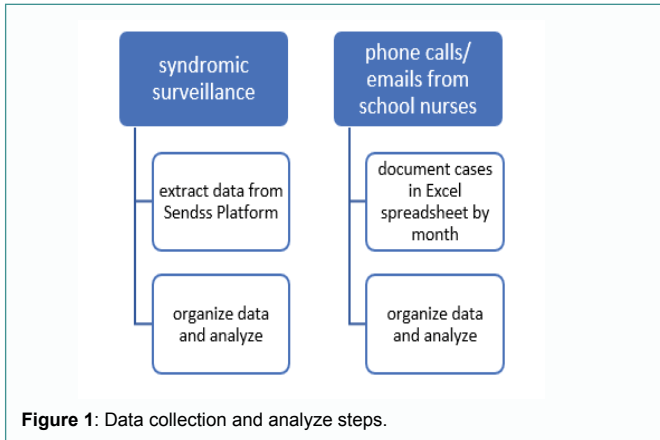 syndromic
surveillance
extract data from
Sendss Platform
organize data
and analyze
phone calls/
emails from
school nurses
document cases
in Excel
spreadsheet by
month
organize data
and analyze
Figure 1: Data collection and analyze steps.